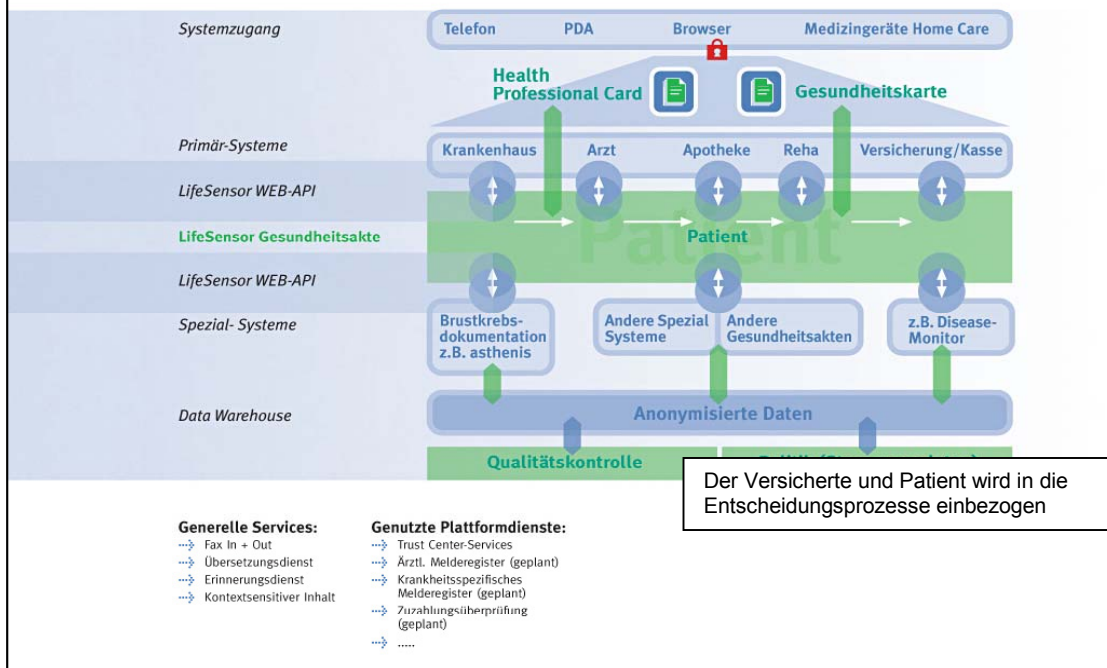 Systemzugang
Telefon PDA Browser Medizingeräte Home Care
Health
Professional Card
Gesundheitskarte
Primär-Systeme
Krankenhaus Arzt Apotheke Reha Versicherung/Kasse
LifeSensor WEB-API
LifeSensor Gesundheitsakte
Patient
Patient
LifeSensor WEB-API
Spezial- Systeme
Brustkrebs-
dokumentation
z.B. asthenis
Andere Spezial
Systeme
Andere
Gesundheitsakten
z.B. Disease-
Monitor
Data Warehouse
Anonymisierte Daten
Qualitätskontrolle
Der Versicherte und Patient wird in die
Entscheidungsprozesse einbezogen
Generelle Services:
Fax In + Out
Übersetzungsdienst
Erinnerungsdienst
Kontextsensitiver Inhalt
Genutzte Plattformdienste:
Trust Center-Services
Ärztl. Melderegister (geplant)
Krankheitsspezifisches
Melderegister (geplant)
Zuzahlungsüberprüfung
(geplant)
.....